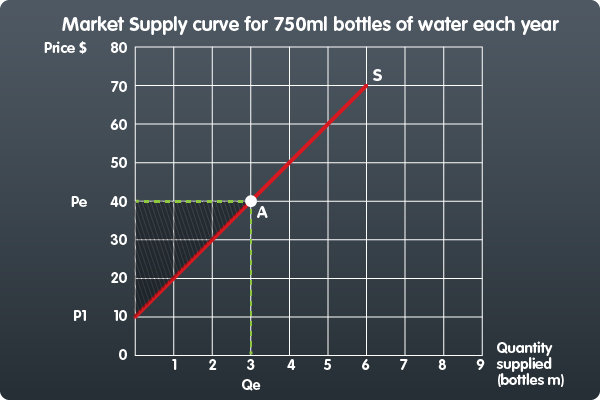 Market Supply curve for 750ml bottles of water each year
Price $
80
70
60
50
Pe 40
30
20
P1 10
0
S
A
1 2 3 4 5 6 7 8 9
Qe
Quantity
supplied
(bottles m)